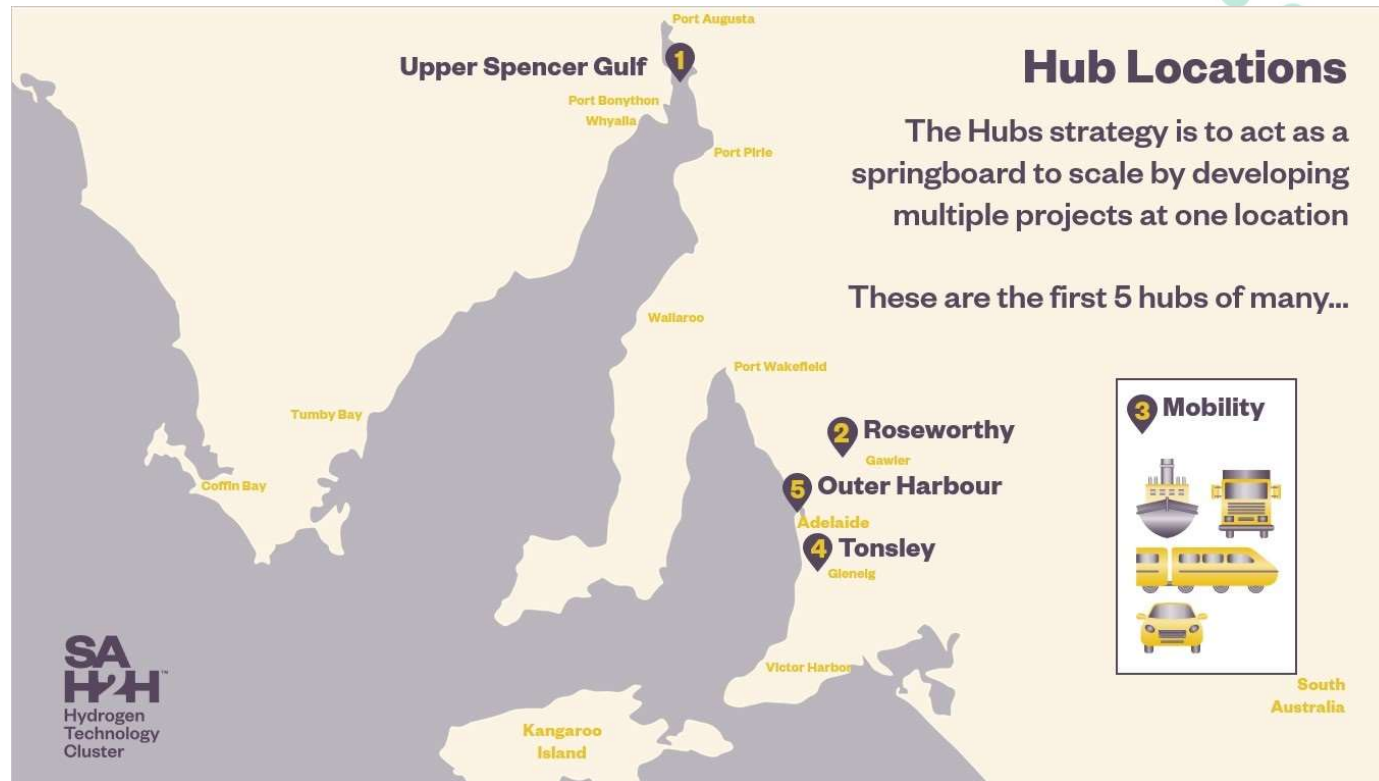 Port Augusta
1
Upper Spencer Gulf
Port Bonython
Whyalla
Port Pirie
Hub Locations
The Hubs strategy is to act as a
springboard to scale by developing
multiple projects at one location
These are the first 5 hubs of many...
Wallaroo
Port Wakefield
Tumby Bay
Coffin Bay
2 Roseworthy
Gawler
5 Outer Harbour
Adelaide
4 Tonsley
Glenelg
3 Mobility
Victor Harbor
Kangaroo
Island
South
Australia
SA
H2H™
Hydrogen
Technology
Cluster